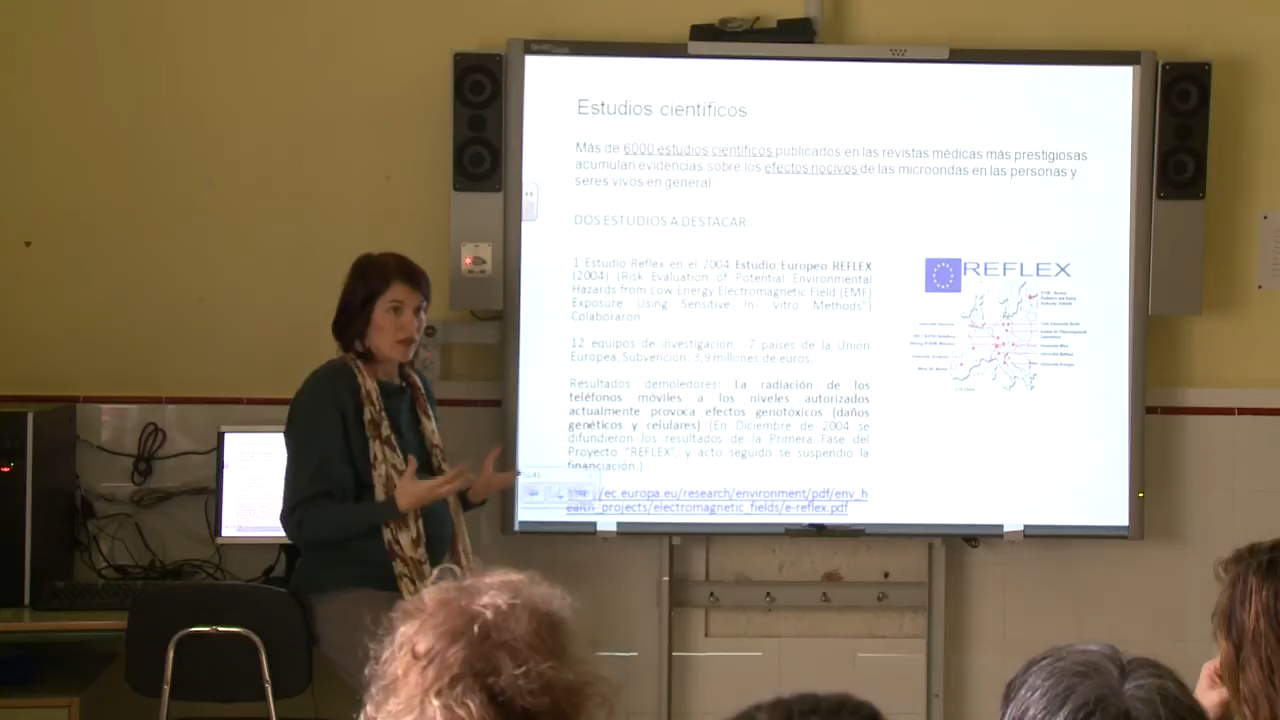 Estudios científicos
Más de 6000 estudios científicos publicados en las revistas médicas más prestigiosas
acumulan evidencias sobre los efectos nocivos de las microondas en las personas y
seres vivos en general
DOS ESTUDIOS A DESTACAR:
1 Estudio Reflex en el 2004 Estudio Europeo REFLEX
(2004) (Risk Evaluation of Potential Environmental
Hazards from Low Energy Electromagnetic Field (EMF)
Exposure Using Sensitive In- Vitro Methods")
Colaboraron
12 equipos de investigación, 7 países de la Unión
Europea, Subvención: 3,9 millones de euros
Resultados demoledores: La radiación de los
teléfonos móviles a los niveles autorizados
actualmente provoca efectos genotóxicos (daños
genéticos y celulares) (En Diciembre de 2004 se
difundieron los resultados de la Primera Fase del
Proyecto "REFLEX", y acto seguido se suspendió la
financiación.)
/ec.europa.eu/research/environment/pdf/env_h
ealth_projects/electromagnetic_fields/e-reflex.pdf
REFLEX